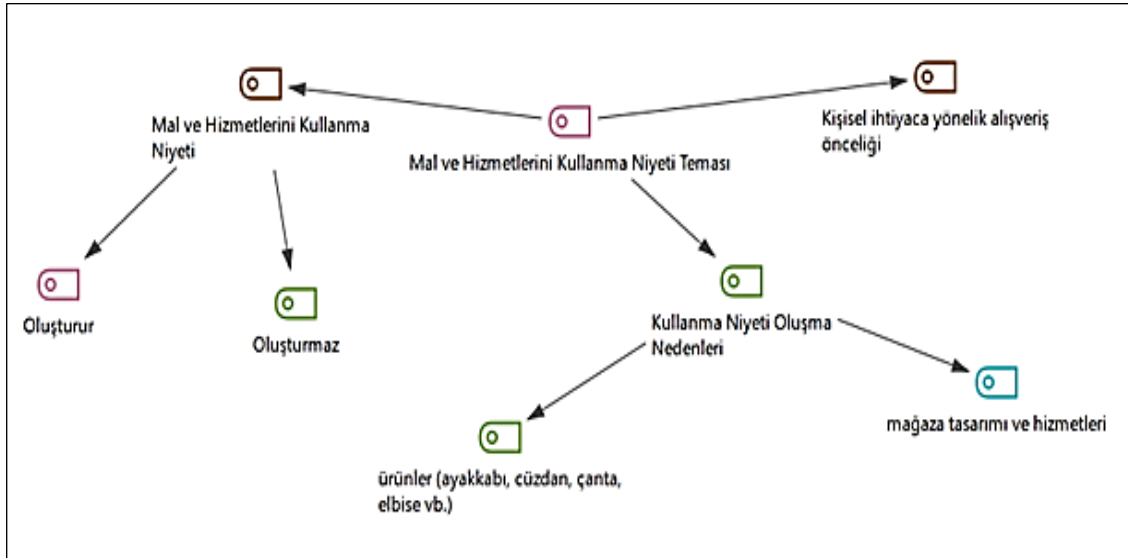 Mal ve Hizmetlerini Kullanma
Niyeti
Mal ve Hizmetlerini Kullanma Niyeti Teması
Kişisel ihtiyaca yönelik alışveriş
önceliği
Oluşturur
Oluşturmaz
Kullanma Niyeti Oluşma
Nedenleri
mağaza tasarımı ve hizmetleri
ürünler (ayakkabı, cüzdan, çanta,
elbise vb.)